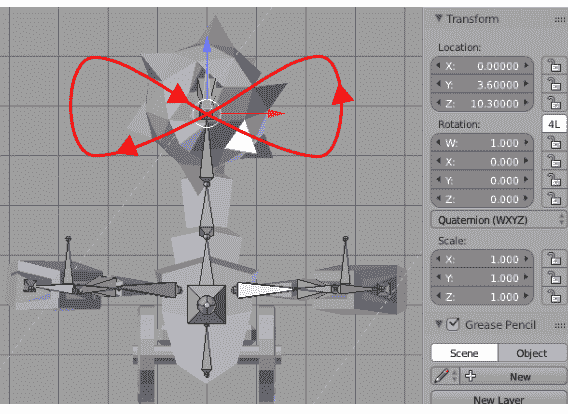 Transform
Location:
X: 0.00000
Y: 3.60000
Z: 10.30000
Rotation: 4L
W: 1.000
X: 0.000
Y: 0.000
Z: 0.000
Quaternion (WXYZ)
Scale:
X: 1.000
Y: 1.000
Z: 1.000
Grease Pencil
Scene Object
New
New Layer